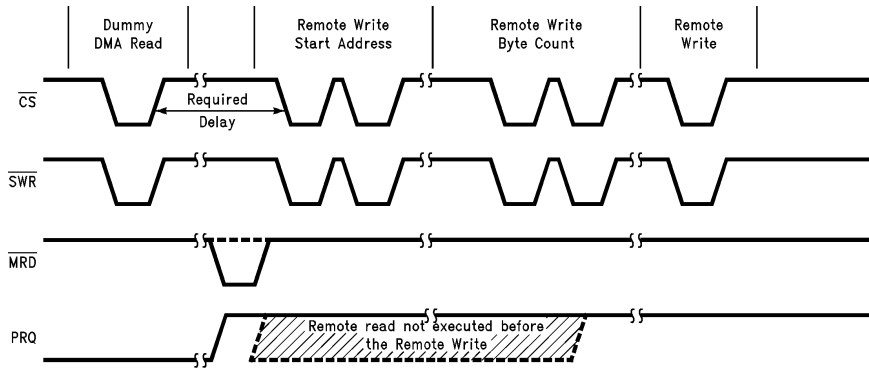 Dummy
DMA Read
Remote Write
Start Address
Remote Write
Byte Count
Remote
Write
CS
Required
Delay
SWR
MRD
PRQ
Remote read not executed before
the Remote Write